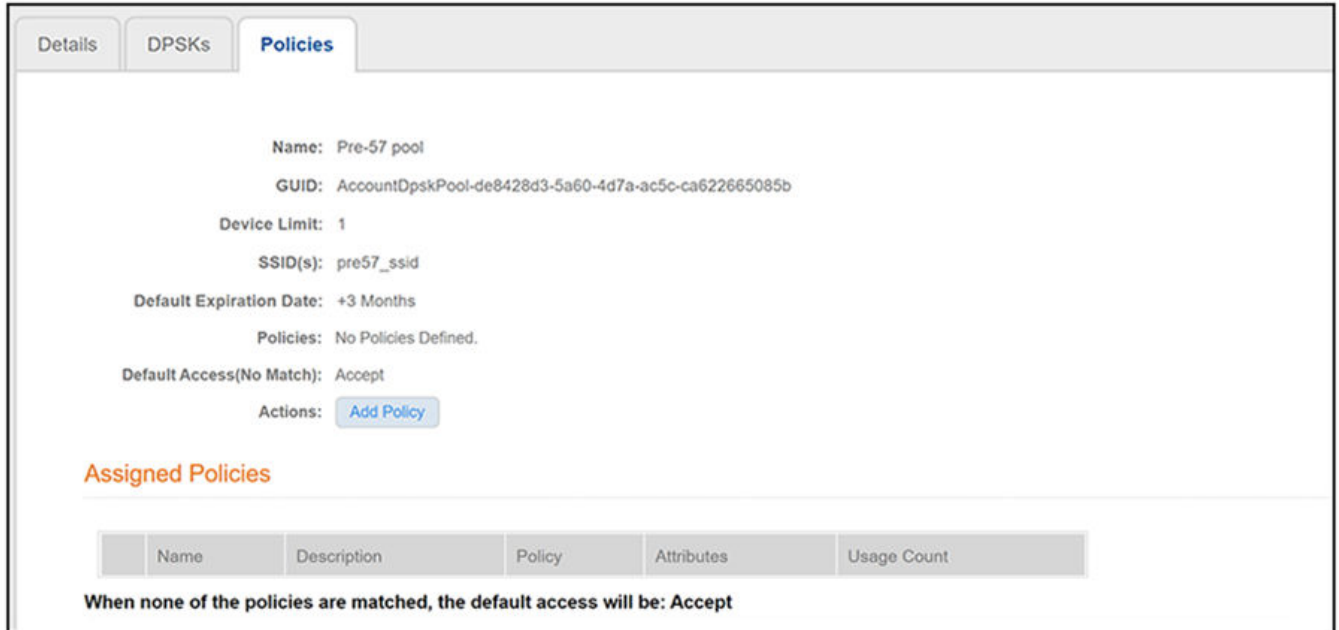 Details DPSKs Policies
Name: Pre-57 pool
GUID: AccountDpskPool-de8428d3-5a60-4d7a-ac5c-ca622665085b
Device Limit: 1
SSID(s): pre57_ssid
Default Expiration Date: +3 Months
Policies: No Policies Defined.
Default Access(No Match): Accept
Actions: Add Policy
Assigned Policies
Name Description Policy Attributes Usage Count
When none of the policies are matched, the default access will be: Accept